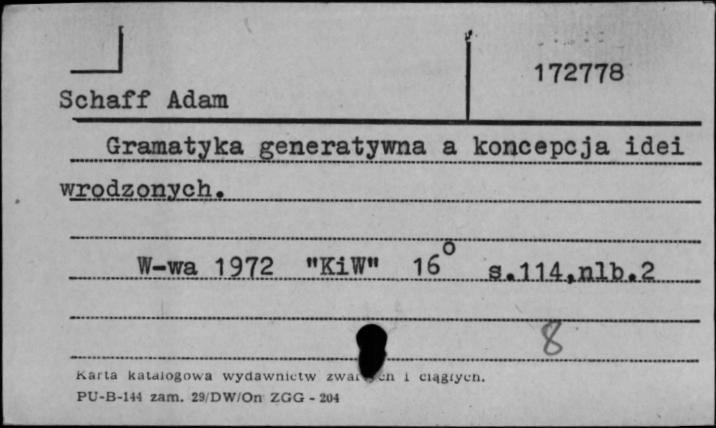 172778
Schaff Adam
Gramatyka generatywna a koncepcja idei
wrodzonych.
W-wa 1972 "KiW" 16° s.114,nlb.2
8
Karta katalogowa wydawnictw i ciągłych.
PU-B-144 zam. 29/DW/On ZGG - 204